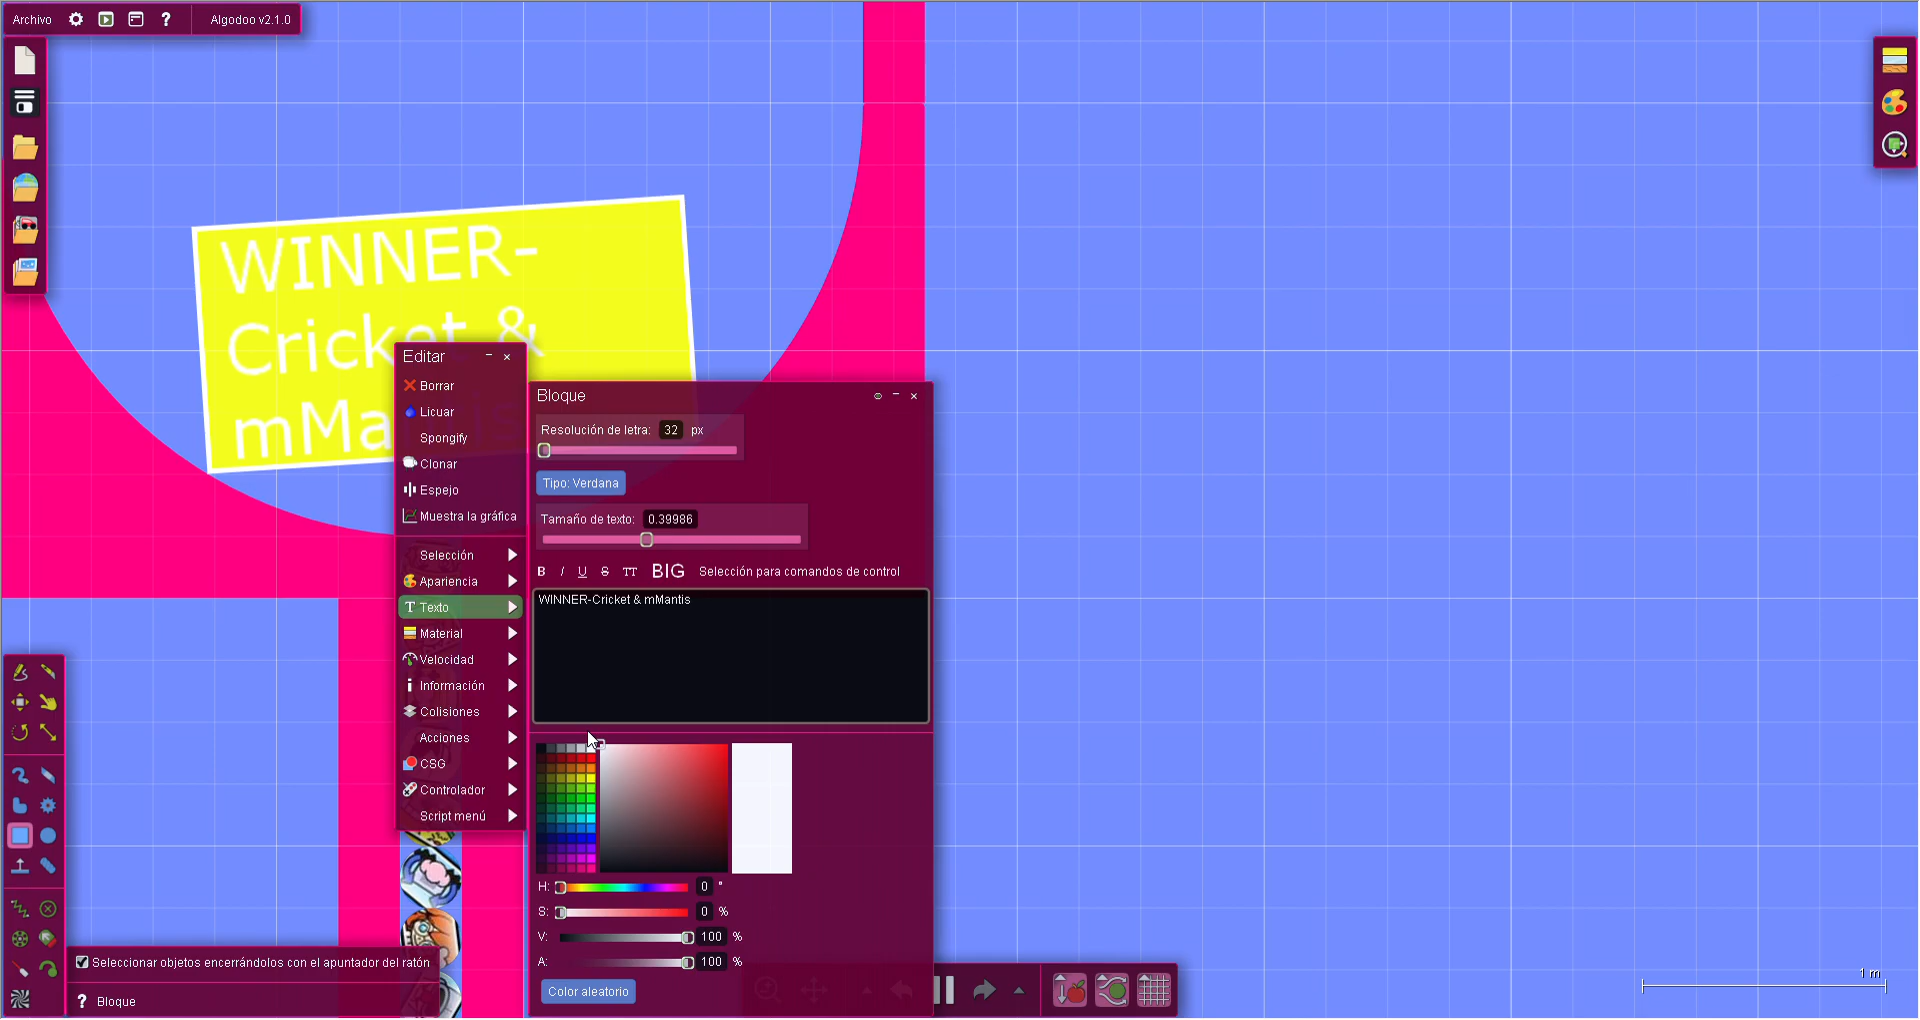 Archivo
Algodoo v2.1.0
WINNER-
Cricket &
mMantis
Editar
Borrar
Licuar
Spongify
Clonar
Espejo
Muestra la gráfica
Selección
Apariencia
Texto
Material
Velocidad
Información
Colisiones
Acciones
CSG
Controlador
Script menú
Bloque
Resolución de letra: 32 px
Tipo: Verdana
Tamaño de texto: 0.39986
B I U S TT BIG Selección para comandos de control
WINNER-Cricket & mMantis
H: 0 °
S: 0 %
V: 100 %
A: 100 %
Color aleatorio
Seleccionar objetos encerrándolos con el apuntador del ratón
? Bloque
1 m